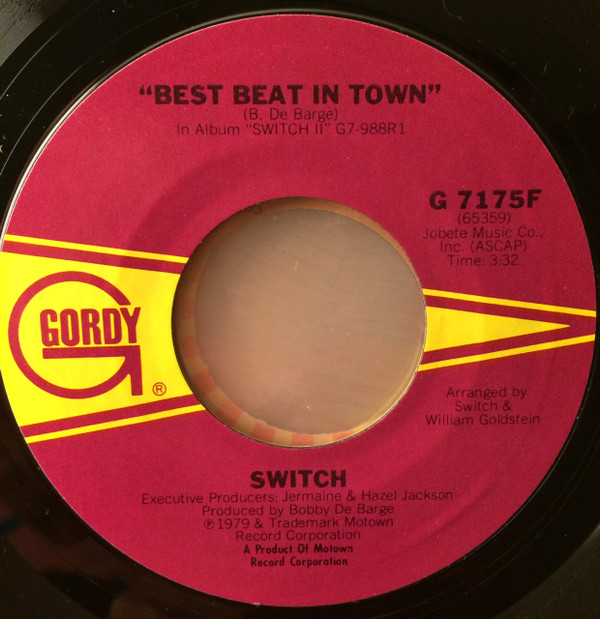 "BEST BEAT IN TOWN"
(B. De Barge)
In Album "SWITCH II" G7-988R1
G 7175F
(65359)
Jobete Music Co.,
Inc. (ASCAP)
Time: 3:32
GORDY
®
Arranged by
Switch &
William Goldstein
SWITCH
Executive Producers: Jermaine & Hazel Jackson
Produced by Bobby De Barge
℗ 1979 & Trademark Motown
Record Corporation
A Product Of Motown
Record Corporation